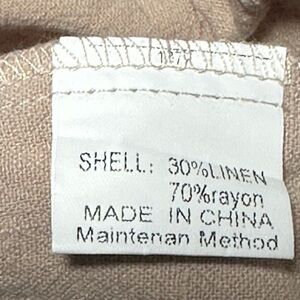 SHELL: 30%LINEN
70%rayon
MADE IN CHINA
Maintenan Method